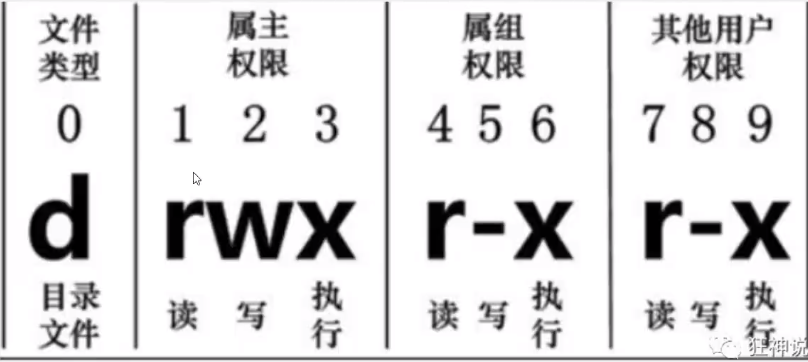 文件
类型
属主
权限
属组
权限
其他用户
权限
0
1 2 3
4 5 6
7 8 9
d
rwx
r-x
r-x
目录
文件
读 写 执行
读 写 执行
读 写 执行
狂神说